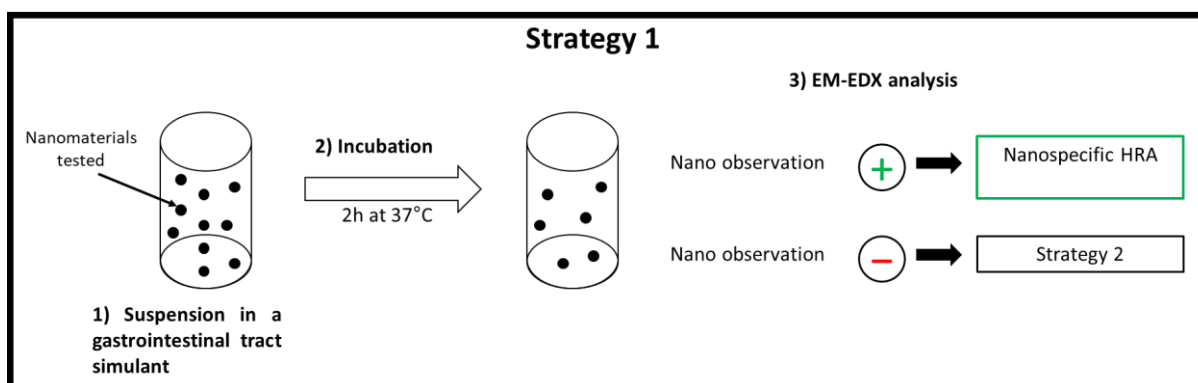 Strategy 1
3) EM-EDX analysis
Nanomaterials
tested
2) Incubation
2h at 37°C
Nano observation
+
Nanospecific HRA
Nano observation
−
Strategy 2
1) Suspension in a
gastrointestinal tract
simulant